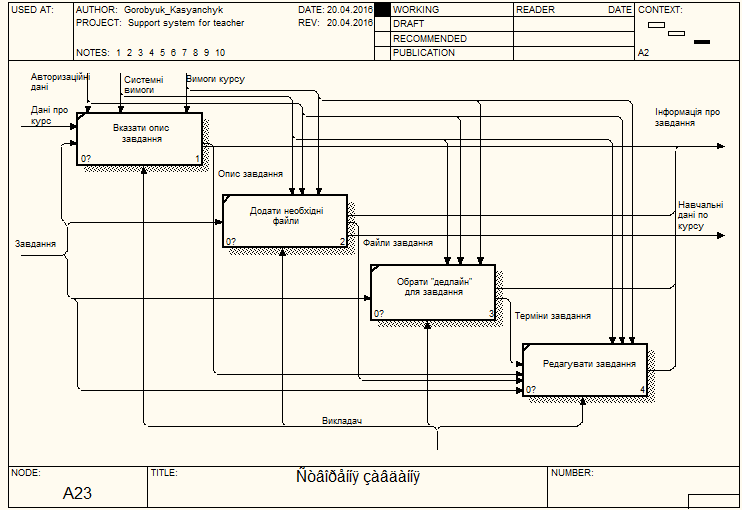 USED AT:
AUTHOR: Gorobyuk_Kasyanchyk
DATE: 20.04.2016
WORKING
READER
DATE
CONTEXT:
PROJECT: Support system for teacher
REV: 20.04.2016
DRAFT
RECOMMENDED
NOTES: 1 2 3 4 5 6 7 8 9 10
PUBLICATION
A2
Авторизаційні
дані
Системні
вимоги
Вимоги курсу
Дані про
курс
Інформація про
завдання
Вказати опис
завдання
0?
1
Опис завдання
Додати необхідні
файли
0?
2
Навчальні
дані по
курсу
Завдання
Файли завдання
Обрати "дедлайн"
для завдання
0?
3
Терміни завдання
Редагувати завдання
0?
4
Викладач
NODE:
TITLE:
NUMBER:
A23
Ñòâîðåííÿ çàâäàííÿ